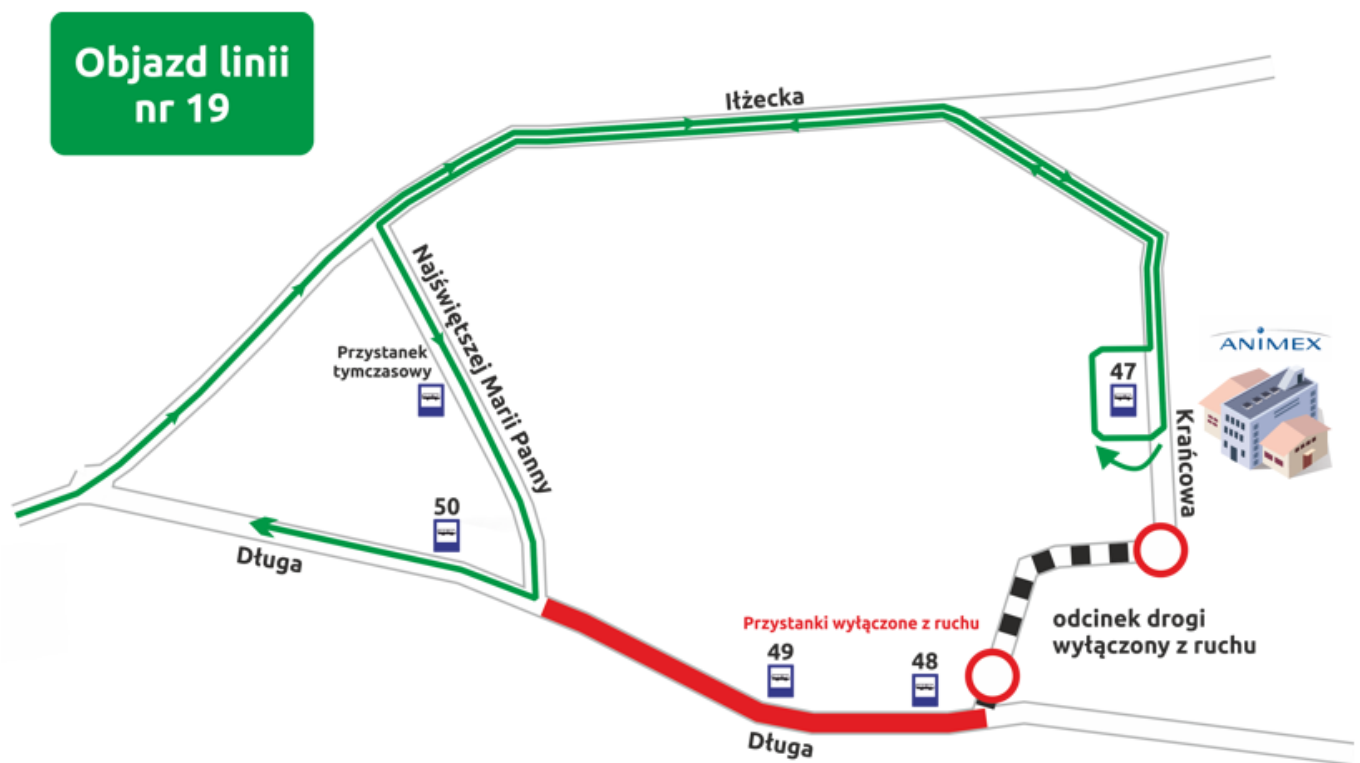 Objazd linii
nr 19
Iłżecka
Najświętszej Marii Panny
Przystanek
tymczasowy
ANIMEX
47
Krańcowa
50
Długa
Przystanki wyłączone z ruchu
odcinek drogi
wyłączony z ruchu
49
48
Długa